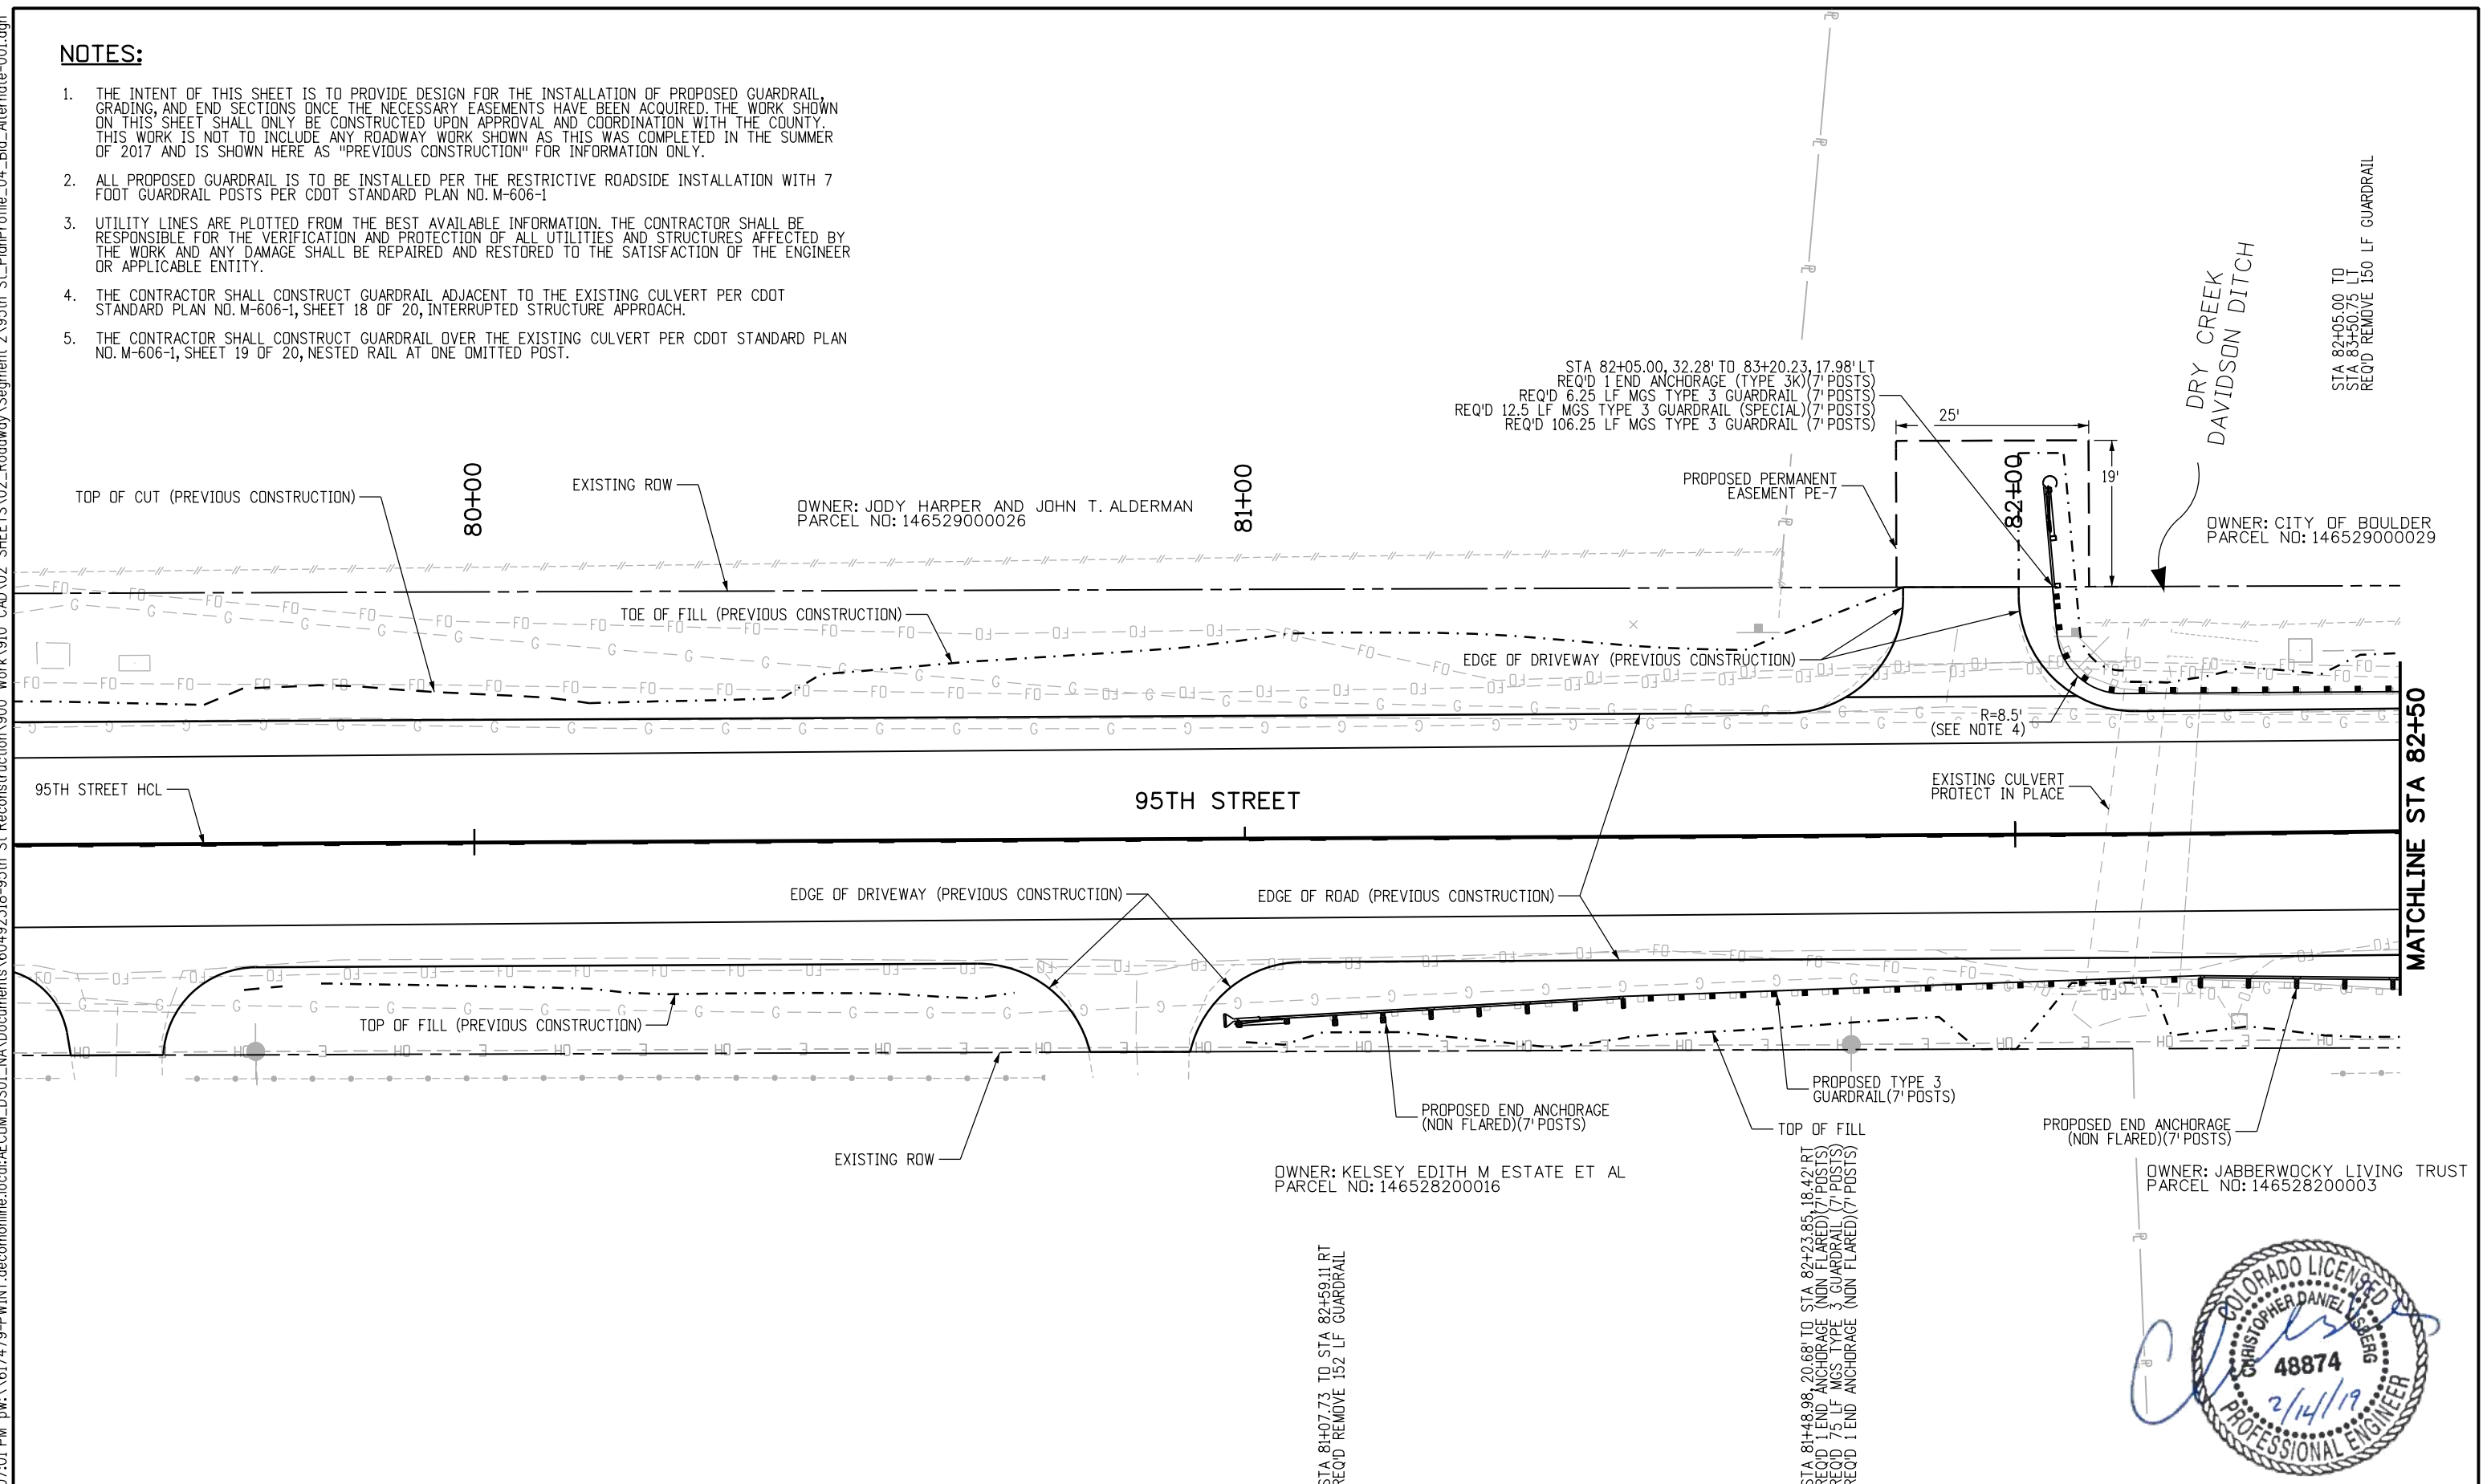 NOTES:
1. THE INTENT OF THIS SHEET IS TO PROVIDE DESIGN FOR THE INSTALLATION OF PROPOSED GUARDRAIL,
GRADING, AND END SECTIONS ONCE THE NECESSARY EASEMENTS HAVE BEEN ACQUIRED. THE WORK SHOWN
ON THIS SHEET SHALL ONLY BE CONSTRUCTED UPON APPROVAL AND COORDINATION WITH THE COUNTY.
THIS WORK IS NOT TO INCLUDE ANY ROADWAY WORK SHOWN AS THIS WAS COMPLETED IN THE SUMMER
OF 2017 AND IS SHOWN HERE AS "PREVIOUS CONSTRUCTION" FOR INFORMATION ONLY.
2. ALL PROPOSED GUARDRAIL IS TO BE INSTALLED PER THE RESTRICTIVE ROADSIDE INSTALLATION WITH 7
FOOT GUARDRAIL POSTS PER CDOT STANDARD PLAN NO. M-606-1
3. UTILITY LINES ARE PLOTTED FROM THE BEST AVAILABLE INFORMATION. THE CONTRACTOR SHALL BE
RESPONSIBLE FOR THE VERIFICATION AND PROTECTION OF ALL UTILITIES AND STRUCTURES AFFECTED BY
THE WORK AND ANY DAMAGE SHALL BE REPAIRED AND RESTORED TO THE SATISFACTION OF THE ENGINEER
OR APPLICABLE ENTITY.
4. THE CONTRACTOR SHALL CONSTRUCT GUARDRAIL ADJACENT TO THE EXISTING CULVERT PER CDOT
STANDARD PLAN NO. M-606-1, SHEET 18 OF 20, INTERRUPTED STRUCTURE APPROACH.
5. THE CONTRACTOR SHALL CONSTRUCT GUARDRAIL OVER THE EXISTING CULVERT PER CDOT STANDARD PLAN
NO. M-606-1, SHEET 19 OF 20, NESTED RAIL AT ONE OMITTED POST.
STA 82+05.00 TO
STA 83+50.75 LT
REQ'D REMOVE 150 LF GUARDRAIL
DRY CREEK
DAVIDSON DITCH
STA 82+05.00, 32.28' TO 83+20.23, 17.98' LT
REQ'D 1 END ANCHORAGE (TYPE 3K)(7' POSTS)
REQ'D 6.25 LF MGS TYPE 3 GUARDRAIL (7' POSTS)
REQ'D 12.5 LF MGS TYPE 3 GUARDRAIL (SPECIAL)(7' POSTS)
REQ'D 106.25 LF MGS TYPE 3 GUARDRAIL (7' POSTS)
25'
19'
PROPOSED PERMANENT
EASEMENT PE-7
80+00
81+00
82+00
TOP OF CUT (PREVIOUS CONSTRUCTION)
EXISTING ROW
OWNER: JODY HARPER AND JOHN T. ALDERMAN
PARCEL NO: 146529000026
OWNER: CITY OF BOULDER
PARCEL NO: 146529000029
TOE OF FILL (PREVIOUS CONSTRUCTION)
EDGE OF DRIVEWAY (PREVIOUS CONSTRUCTION)
R=8.5'
(SEE NOTE 4)
95TH STREET HCL
95TH STREET
EXISTING CULVERT
PROTECT IN PLACE
MATCHLINE STA 82+50
EDGE OF DRIVEWAY (PREVIOUS CONSTRUCTION)
EDGE OF ROAD (PREVIOUS CONSTRUCTION)
TOP OF FILL (PREVIOUS CONSTRUCTION)
EXISTING ROW
PROPOSED END ANCHORAGE
(NON FLARED)(7' POSTS)
PROPOSED TYPE 3
GUARDRAIL(7' POSTS)
TOP OF FILL
PROPOSED END ANCHORAGE
(NON FLARED)(7' POSTS)
OWNER: KELSEY EDITH M ESTATE ET AL
PARCEL NO: 146528200016
OWNER: JABBERWOCKY LIVING TRUST
PARCEL NO: 146528200003
STA 81+07.73 TO STA 82+59.11 RT
REQ'D REMOVE 152 LF GUARDRAIL
STA 81+48.98, 20.68' TO STA 82+23.85, 18.42' RT
REQ'D 1 END ANCHORAGE (NON FLARED)(7' POSTS)
REQ'D 75 LF MGS TYPE 3 GUARDRAIL (7' POSTS)
REQ'D 1 END ANCHORAGE (NON FLARED)(7' POSTS)
COLORADO LICENSED
CHRISTOPHER DANIEL
48874
2/14/19
PROFESSIONAL ENGINEER